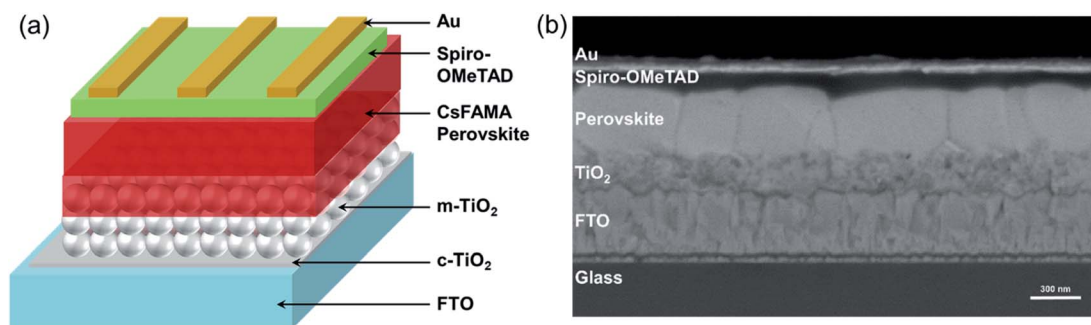 (a)
Au
Spiro-
OMeTAD
CsFAMA
Perovskite
m-TiO₂
c-TiO₂
FTO
(b)
Au
Spiro-OMeTAD
Perovskite
TiO₂
FTO
Glass
300 nm